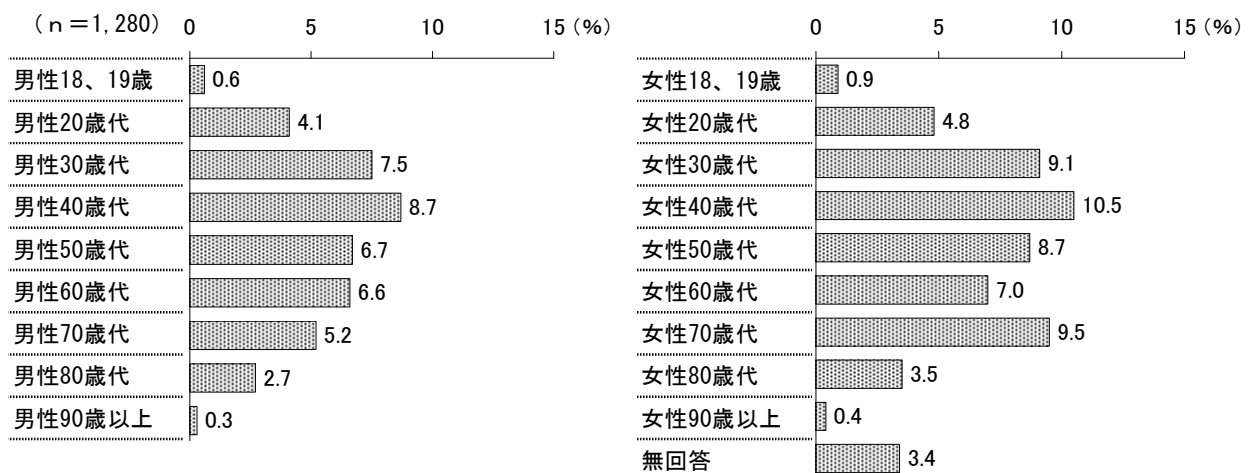 (n=1,280) 0 5 10 15 (%)
男性18、19歳 0.6
男性20歳代 4.1
男性30歳代 7.5
男性40歳代 8.7
男性50歳代 6.7
男性60歳代 6.6
男性70歳代 5.2
男性80歳代 2.7
男性90歳以上 0.3
0 5 10 15 (%)
女性18、19歳 0.9
女性20歳代 4.8
女性30歳代 9.1
女性40歳代 10.5
女性50歳代 8.7
女性60歳代 7.0
女性70歳代 9.5
女性80歳代 3.5
女性90歳以上 0.4
無回答 3.4